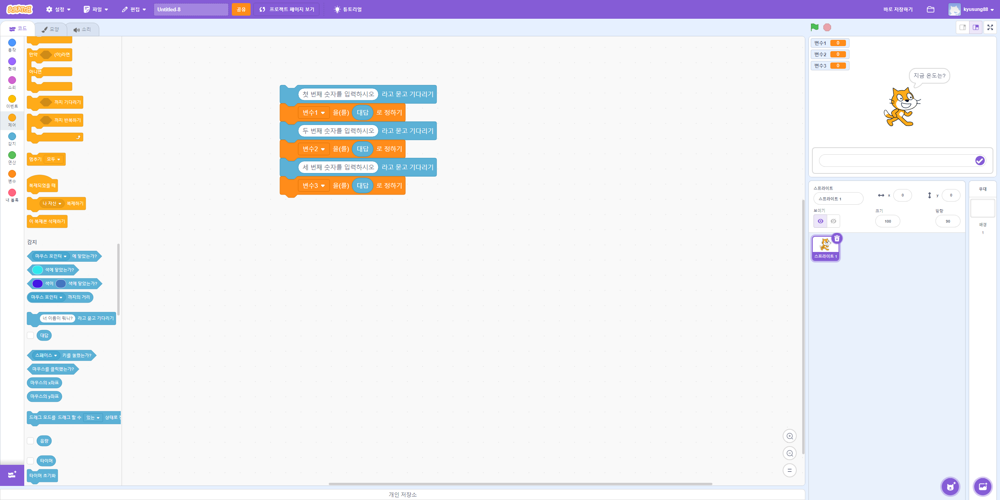 SCRATCH 설정 파일 편집 Untitled-8 공유 프로젝트 페이지 보기 튜토리얼 바로 저장하기 kyusung88
코드 모양 소리
동작
형태
소리
이벤트
제어
감지
연산
변수
내 블록
만약 (이)라면
아니면
까지 기다리기
까지 반복하기
멈추기 모두
복제되었을 때
나 자신 복제하기
이 복제본 삭제하기
감지
마우스 포인터 에 닿았는가?
색에 닿았는가?
색이 색에 닿았는가?
마우스 포인터 까지의 거리
너 이름이 뭐니? 라고 묻고 기다리기
대답
스페이스 키를 눌렀는가?
마우스를 클릭했는가?
마우스의 x좌표
마우스의 y좌표
드래그 모드를 드래그 할 수 있는 상태로
음량
타이머
타이머 초기화
첫 번째 숫자를 입력하시오 라고 묻고 기다리기
변수1 을(를) 대답 로 정하기
두 번째 숫자를 입력하시오 라고 묻고 기다리기
변수2 을(를) 대답 로 정하기
세 번째 숫자를 입력하시오 라고 묻고 기다리기
변수3 을(를) 대답 로 정하기
개인 저장소
변수1 0
변수2 0
변수3 0
지금 온도는?
스프라이트
스프라이트 1 x 0 y 0
보이기 크기 방향
100 90
스프라이트 1
무대
배경
1